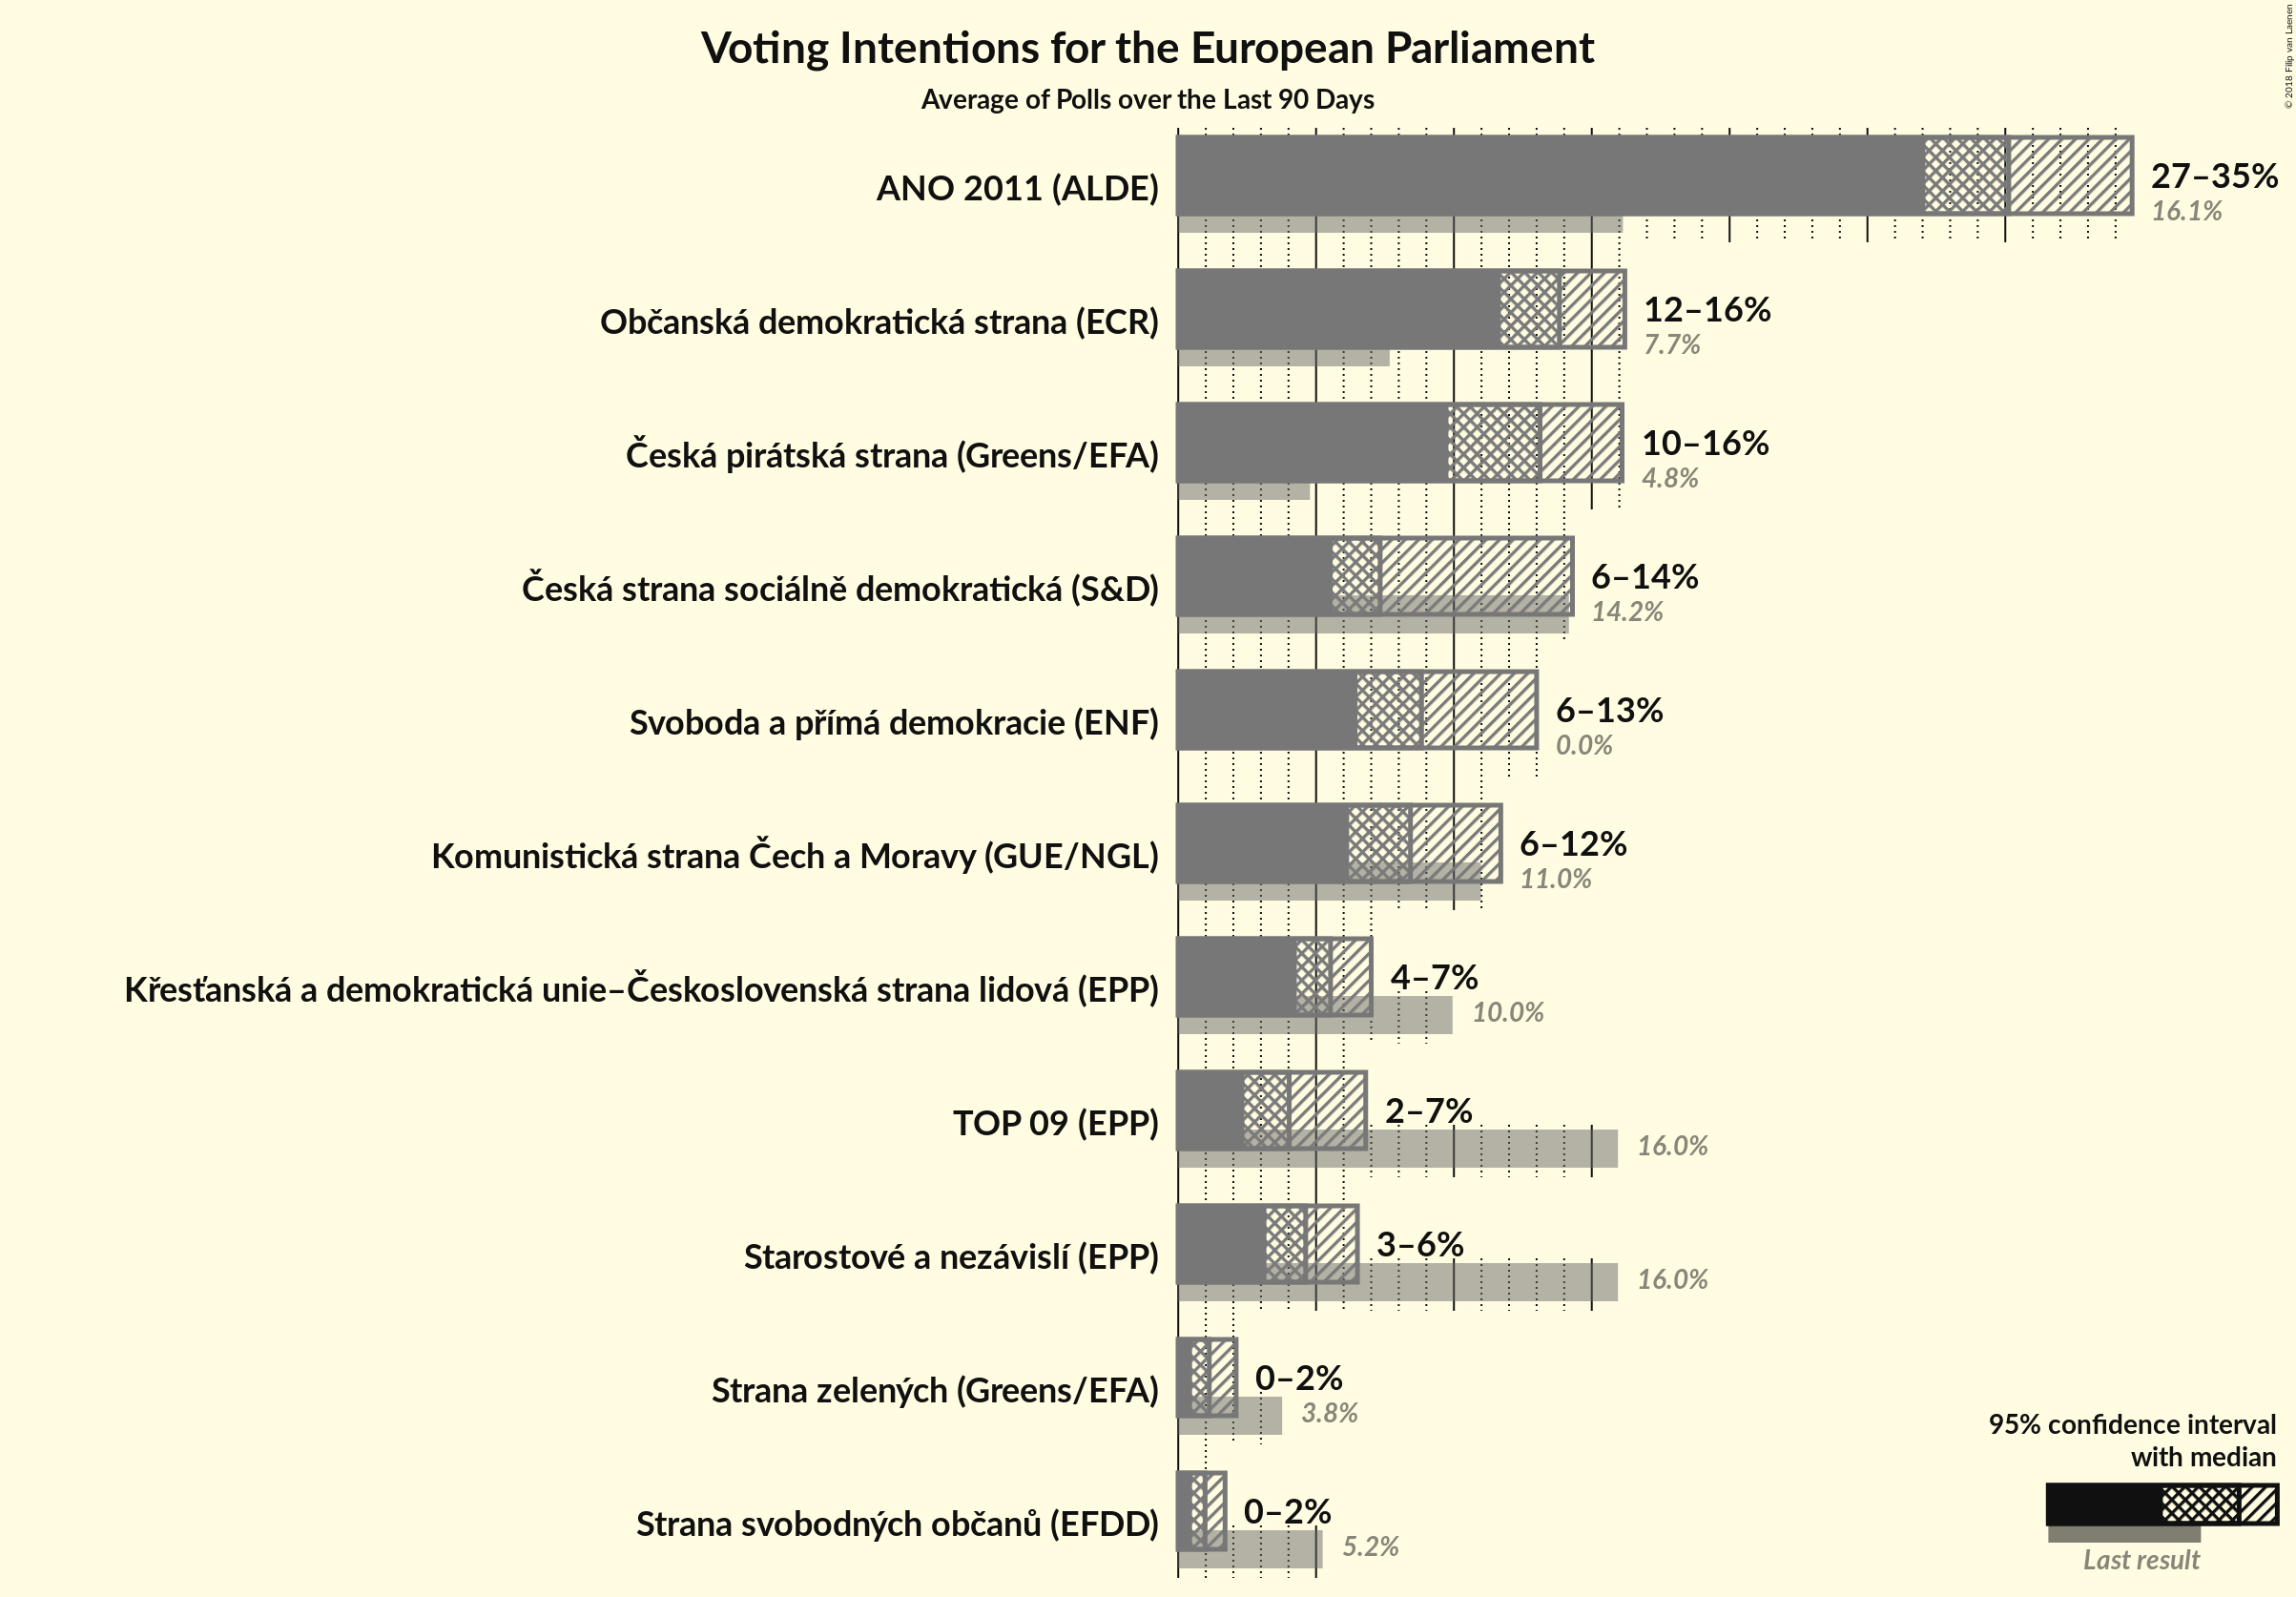 Voting Intentions for the European Parliament
Average of Polls over the Last 90 Days
© 2018 Filip van Laenen
ANO 2011 (ALDE)
27–35%
16.1%
Občanská demokratická strana (ECR)
12–16%
7.7%
Česká pirátská strana (Greens/EFA)
10–16%
4.8%
Česká strana sociálně demokratická (S&D)
6–14%
14.2%
Svoboda a přímá demokracie (ENF)
6–13%
0.0%
Komunistická strana Čech a Moravy (GUE/NGL)
6–12%
11.0%
Křesťanská a demokratická unie–Československá strana lidová (EPP)
4–7%
10.0%
TOP 09 (EPP)
2–7%
16.0%
Starostové a nezávislí (EPP)
3–6%
16.0%
Strana zelených (Greens/EFA)
0–2%
3.8%
Strana svobodných občanů (EFDD)
0–2%
5.2%
95% confidence interval
with median
Last result